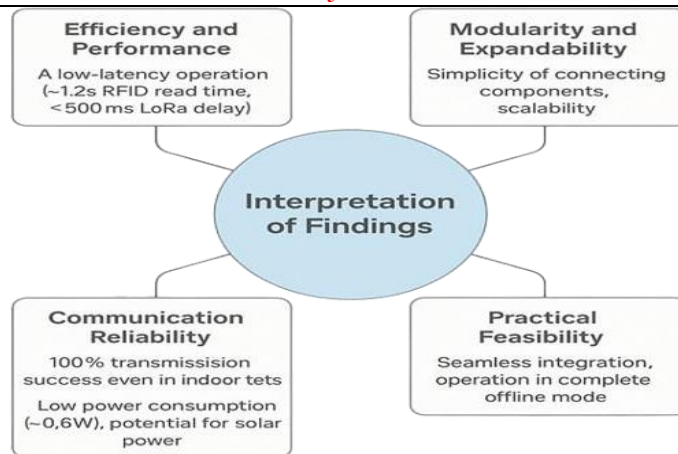 Efficiency and
Performance
A low-latency operation
(~1.2s RFID read time,
<500 ms LoRa delay)
Modularity and
Expandability
Simplicity of connecting
components,
scalability
Interpretation
of Findings
Communication
Reliability
100% transmissision
success even in indoor tets
Low power consumption
(~0,6W), potential for solar
power
Practical
Feasibility
Seamless integration,
operation in complete
offline mode